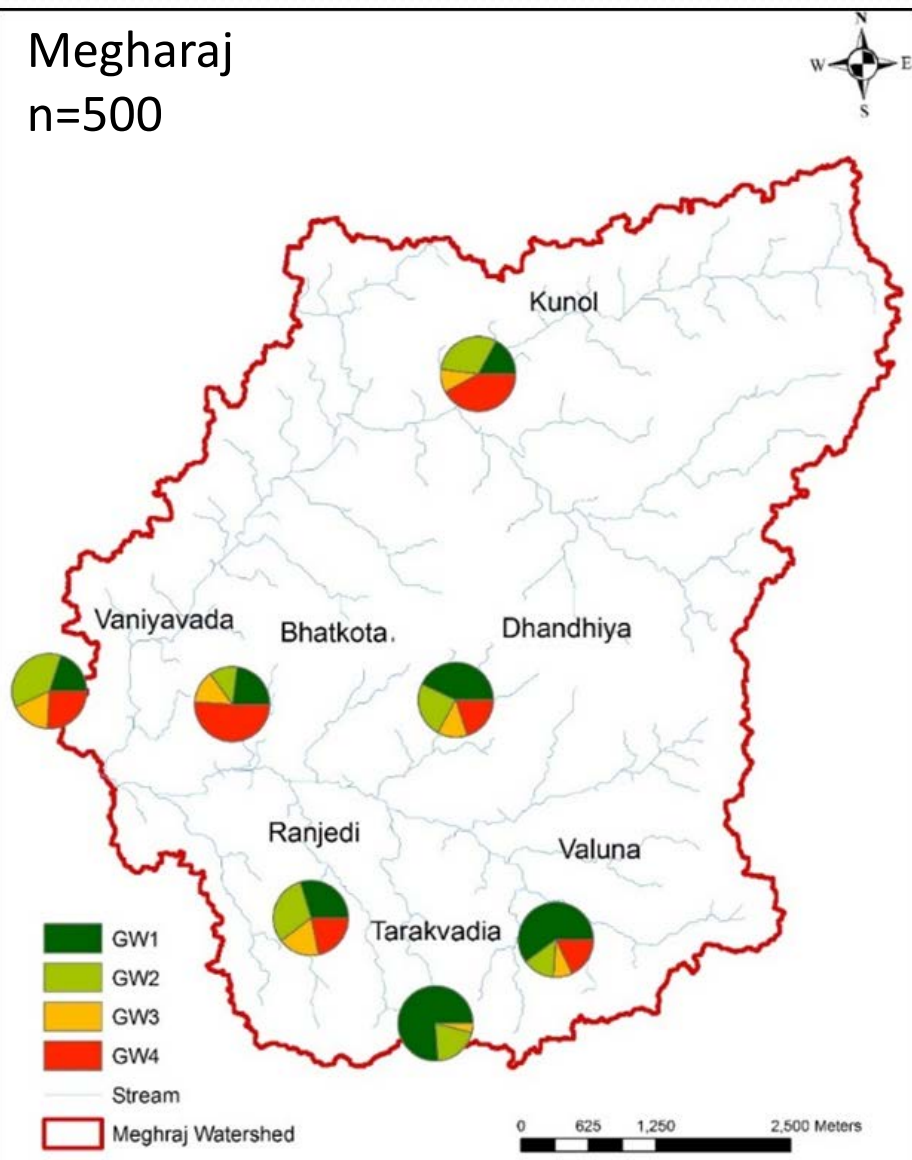 Megharaj
n=500
N
W E
S
Kunol
Vaniyavada
Bhatkota.
Dhandhiya
Ranjedi
Valuna
Tarakvadia
GW1
GW2
GW3
GW4
Stream
Meghraj Watershed
0 625 1,250 2,500 Meters